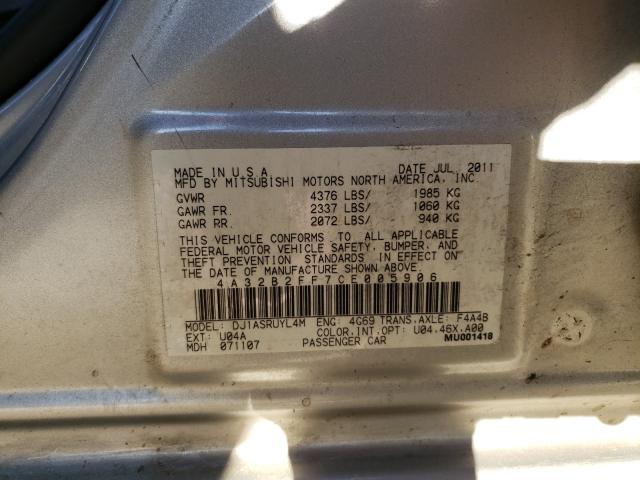 MADE IN U.S.A DATE JUL 2011
MFD BY MITSUBISHI MOTORS NORTH AMERICA, INC.
GVWR 4376 LBS/ 1985 KG
GAWR FR. 2337 LBS/ 1060 KG
GAWR RR. 2072 LBS/ 940 KG
THIS VEHICLE CONFORMS TO ALL APPLICABLE
FEDERAL MOTOR VEHICLE SAFETY, BUMPER, AND
THEFT PREVENTION STANDARDS IN EFFECT ON
THE DATE OF MANUFACTURE SHOWN ABOVE.
4A32B2FF7CE005906
MODEL: DJ1ASRUYL4M ENG: 4G69 TRANS.AXLE: F4A4B
EXT: U04A COLOR.INT.OPT: U04.46X.A00
MDH 071107 PASSENGER CAR MU001418